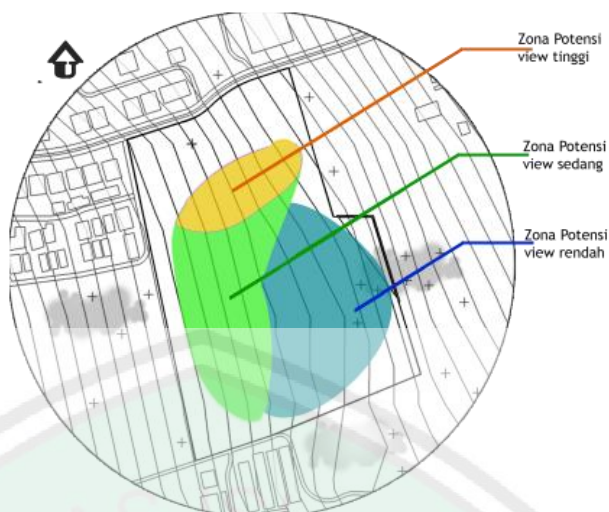 Zona Potensi
view tinggi
Zona Potensi
view sedang
Zona Potensi
view rendah